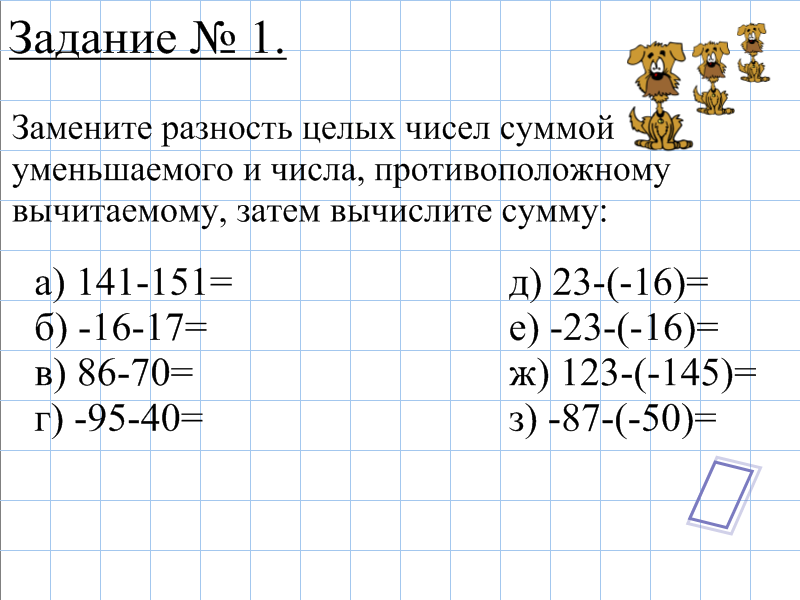 Задание № 1.
Замените разность целых чисел суммой
уменьшаемого и числа, противоположному
вычитаемому, затем вычислите сумму:
а) 141-151=
б) -16-17=
в) 86-70=
г) -95-40=
д) 23-(-16)=
е) -23-(-16)=
ж) 123-(-145)=
з) -87-(-50)=